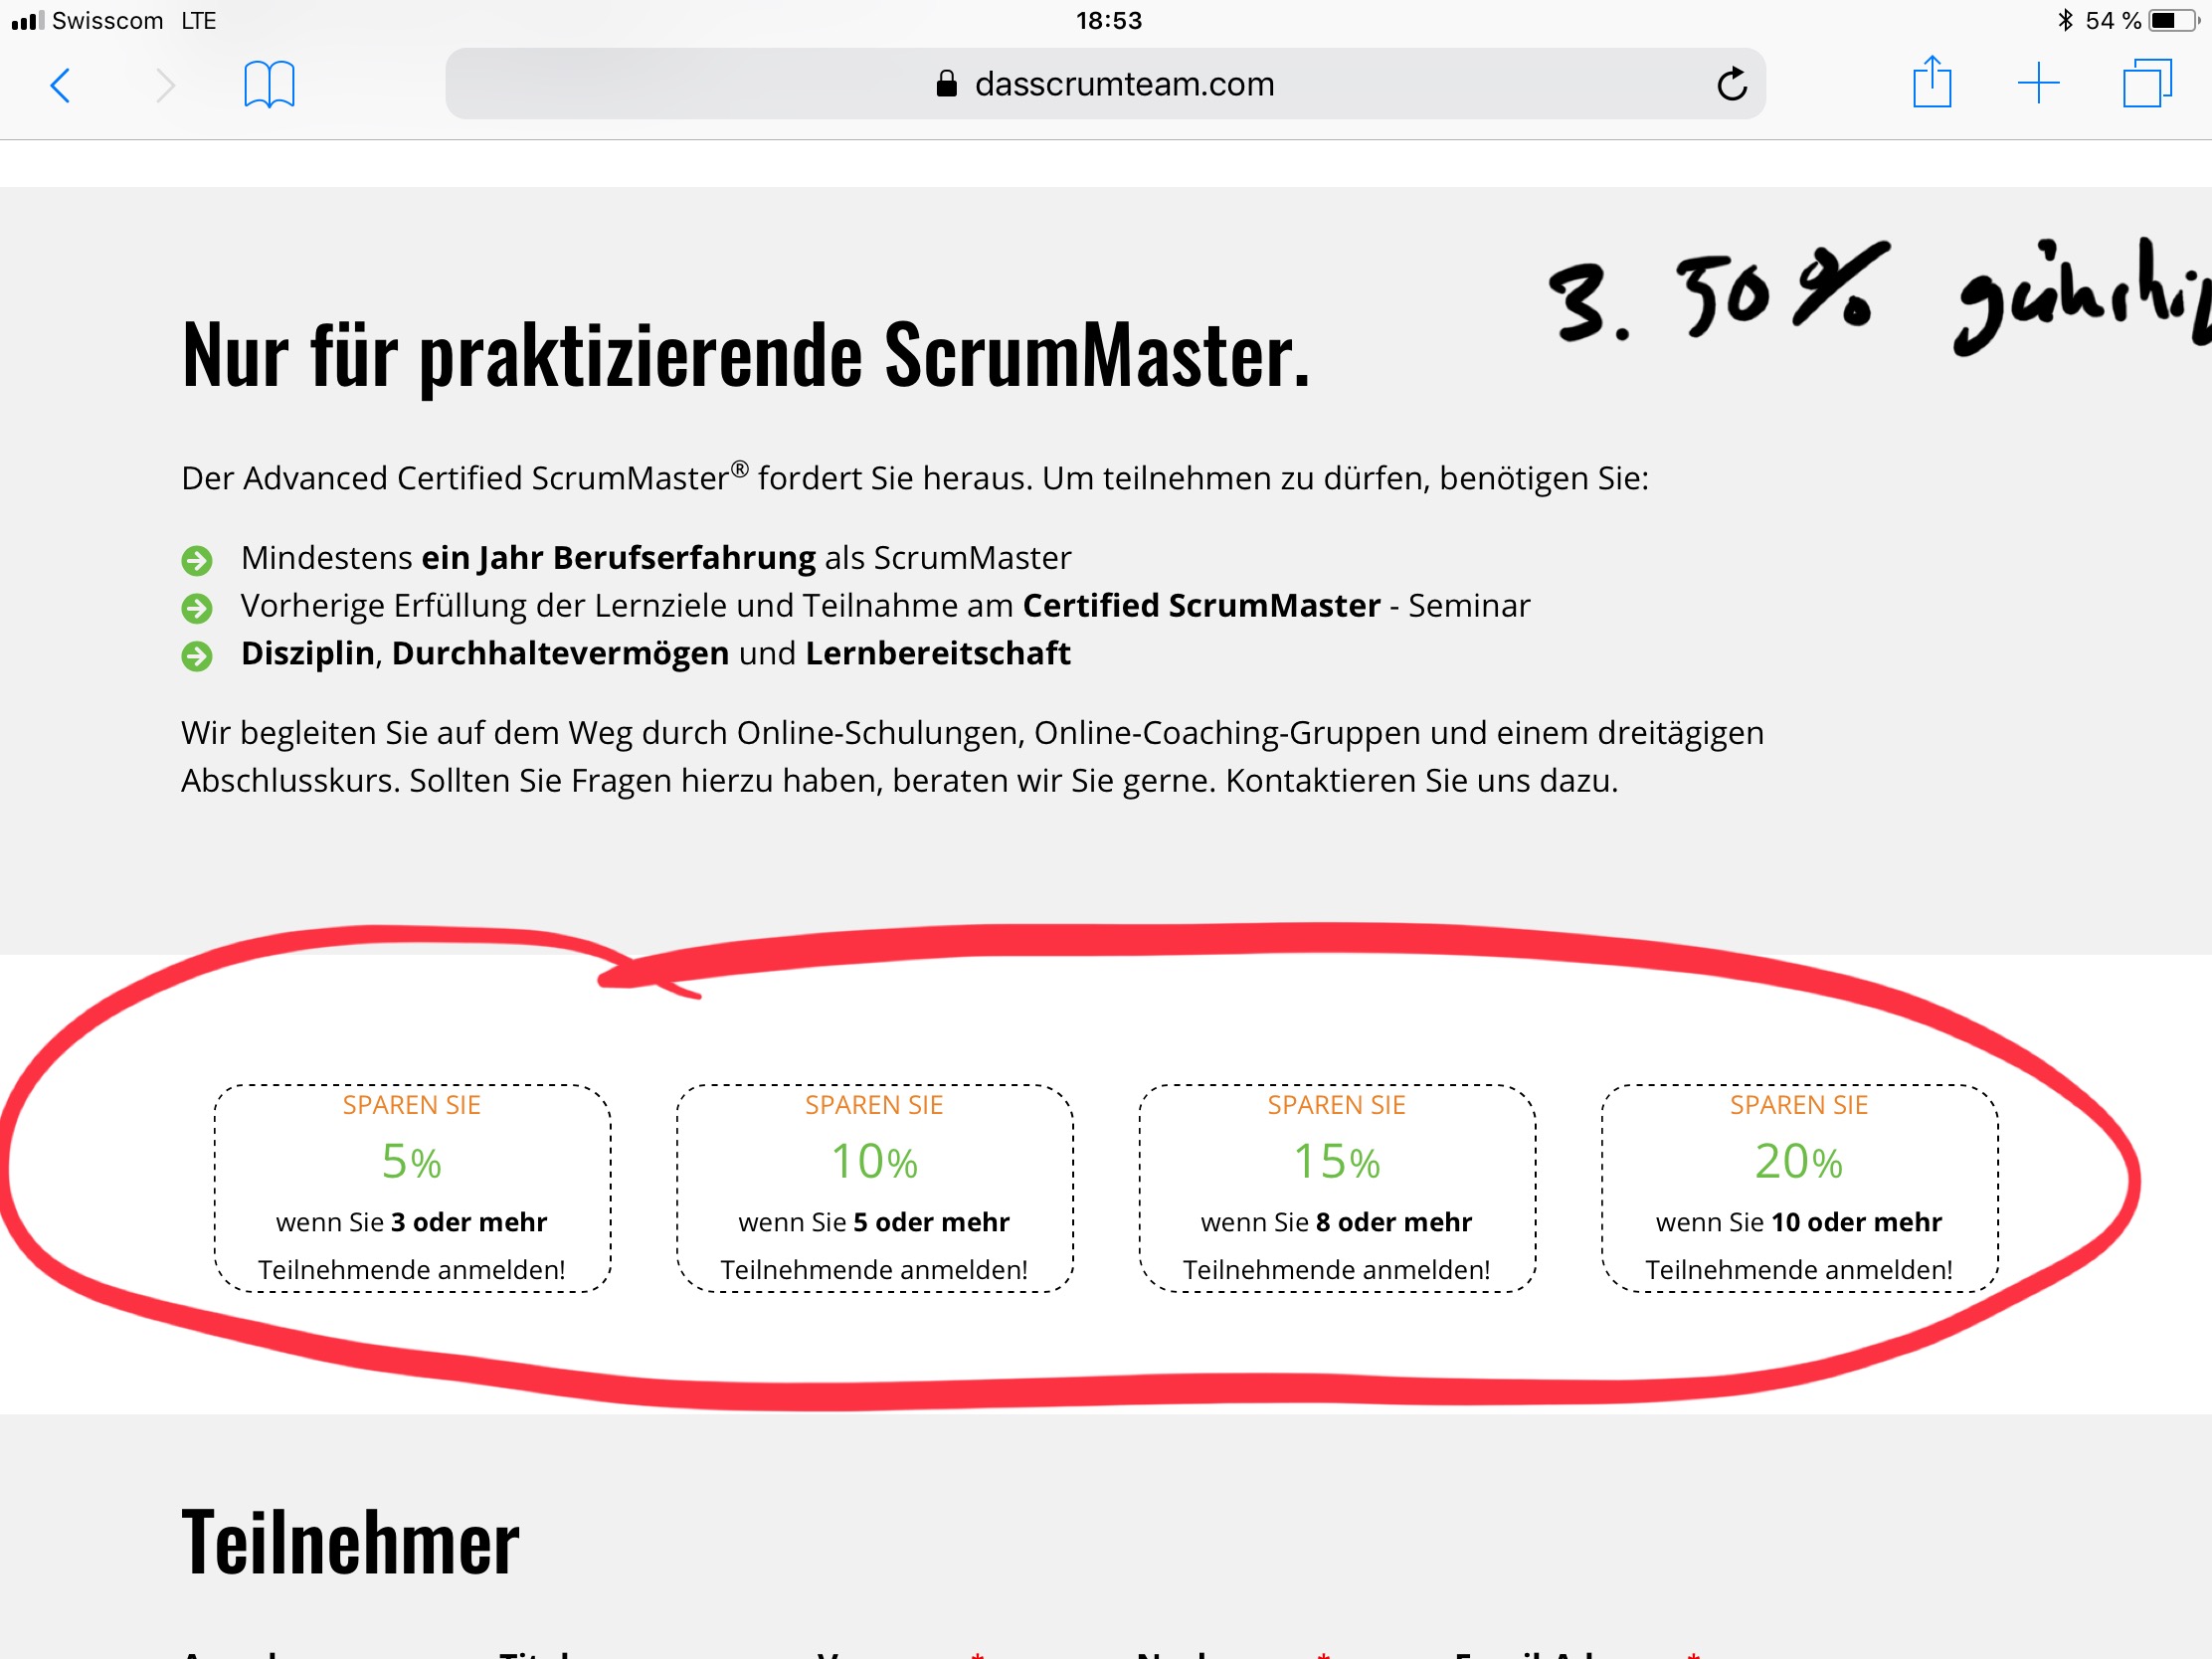 Swisscom LTE 18:53 54 %
dasscrumteam.com
3. 50%
Nur für praktizierende ScrumMaster.
Der Advanced Certified ScrumMaster® fordert Sie heraus. Um teilnehmen zu dürfen, benötigen Sie:
Mindestens ein Jahr Berufserfahrung als ScrumMaster
Vorherige Erfüllung der Lernziele und Teilnahme am Certified ScrumMaster - Seminar
Disziplin, Durchhaltevermögen und Lernbereitschaft
Wir begleiten Sie auf dem Weg durch Online-Schulungen, Online-Coaching-Gruppen und einem dreitägigen
Abschlusskurs. Sollten Sie Fragen hierzu haben, beraten wir Sie gerne. Kontaktieren Sie uns dazu.
SPAREN SIE
5%
wenn Sie 3 oder mehr
Teilnehmende anmelden!
SPAREN SIE
10%
wenn Sie 5 oder mehr
Teilnehmende anmelden!
SPAREN SIE
15%
wenn Sie 8 oder mehr
Teilnehmende anmelden!
SPAREN SIE
20%
wenn Sie 10 oder mehr
Teilnehmende anmelden!
Teilnehmer